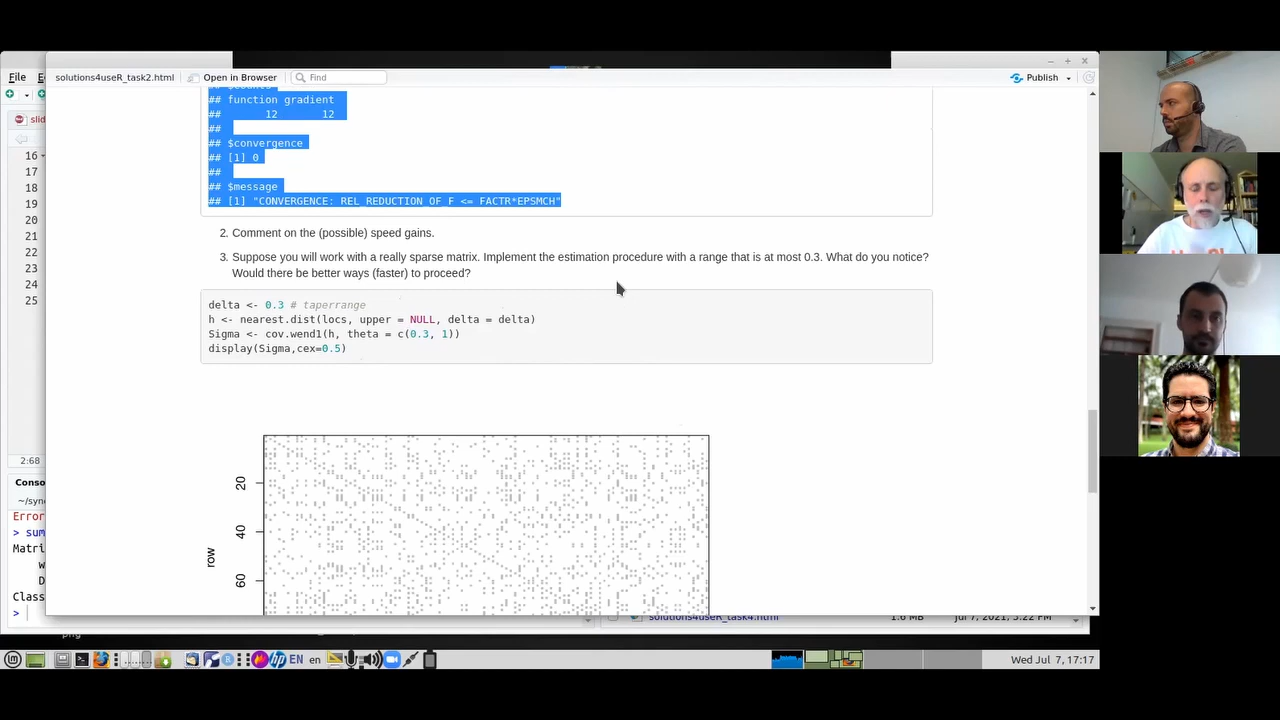 solutions4useR_task2.html
Open in Browser
Find
Publish
File
slid
## function gradient
## 12 12
##
## $convergence
## [1] 0
##
## $message
## [1] "CONVERGENCE: REL_REDUCTION_OF_F <= FACTR*EPSMCH"
2. Comment on the (possible) speed gains.
3. Suppose you will work with a really sparse matrix. Implement the estimation procedure with a range that is at most 0.3. What do you notice?
Would there be better ways (faster) to proceed?
delta <- 0.3 # taperrange
h <- nearest.dist(locs, upper = NULL, delta = delta)
Sigma <- cov.wend1(h, theta = c(0.3, 1))
display(Sigma,cex=0.5)
row
20
40
60
16
17
18
19
20
21
22
23
24
25
2:68
Conso
~/syn
Error
> sum
Matri
w
D
Class
>
solutions4useR_task4.html
1.6 MB
Jul 7, 2021, 5:22 PM
png
EN
en
Wed Jul 7, 17:17